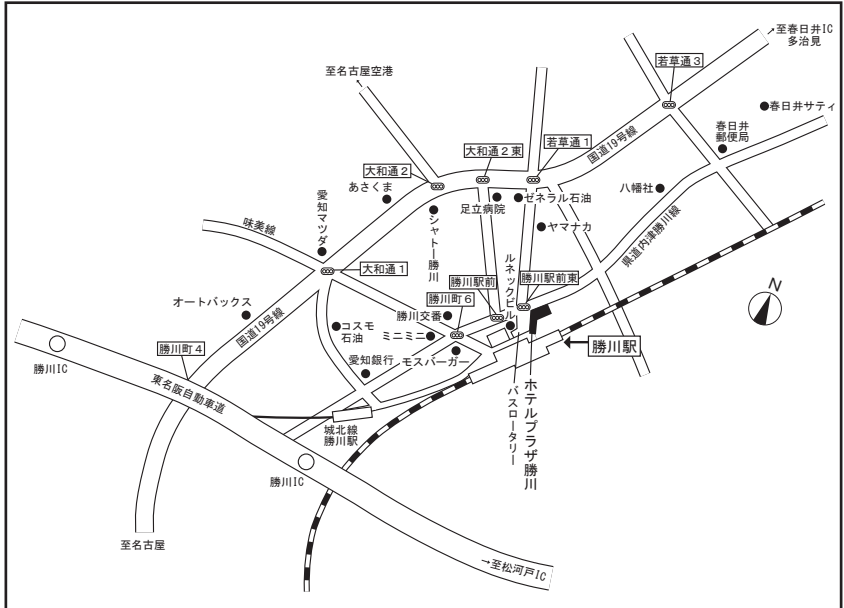 →至春日井IC
多治見
若草通3
至名古屋空港
春日井サティ
国道19号線
春日井
郵便局
大和通2東
若草通1
大和通2
あさくま
八幡社
足立病院
ゼネラル石油
愛知マツダ
シャトー勝川
ヤマナカ
味美線
県道内津勝川線
N
大和通1
ルネックビル
勝川駅前
勝川駅前東
勝川町6
オートバックス
勝川交番
国道19号線
コスモ
石油
ミニミニ
勝川町4
勝川駅
愛知銀行
モスバーガー
勝川IC
東名阪自動車道
バスロータリー
ホテルプラザ勝川
城北線
勝川駅
勝川IC
至名古屋
→至松河戸IC